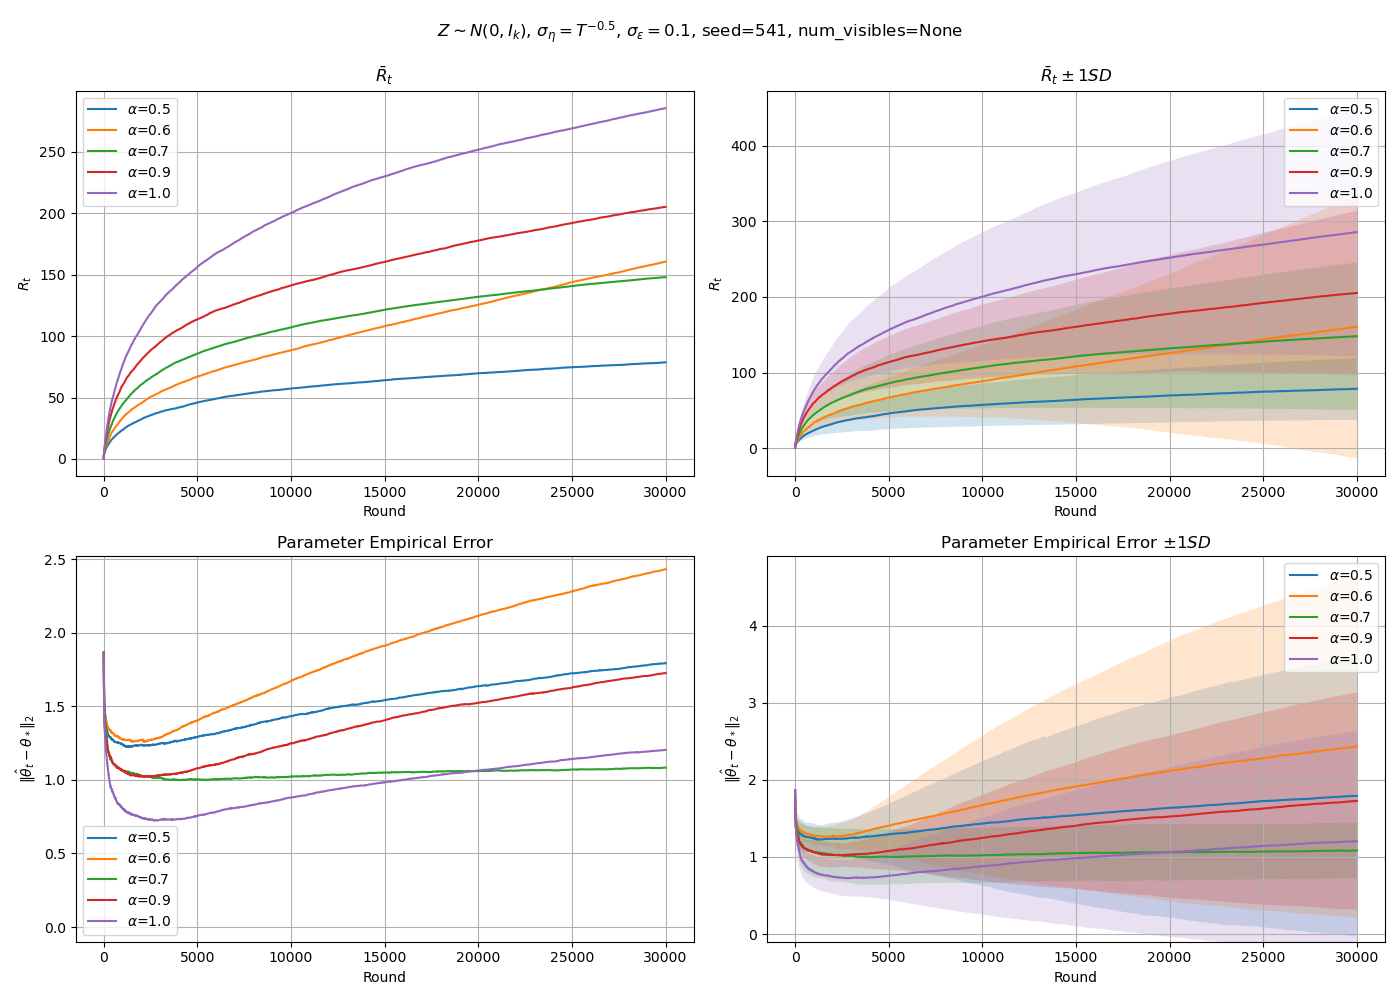 Z ∼ N(0, I_k), σ_η = T^{−0.5}, σ_ε = 0.1, seed=541, num_visibles=None
R̄_t
250
200
150
100
50
0
R_t
α=0.5
α=0.6
α=0.7
α=0.9
α=1.0
0 5000 10000 15000 20000 25000 30000
Round
R̄_t ± 1SD
400
300
200
100
0
R_t
α=0.5
α=0.6
α=0.7
α=0.9
α=1.0
0 5000 10000 15000 20000 25000 30000
Round
Parameter Empirical Error
2.5
2.0
1.5
1.0
0.5
0.0
‖θ̂_t − θ_*‖_2
α=0.5
α=0.6
α=0.7
α=0.9
α=1.0
0 5000 10000 15000 20000 25000 30000
Round
Parameter Empirical Error ±1SD
4
3
2
1
0
‖θ̂_t − θ_*‖_2
α=0.5
α=0.6
α=0.7
α=0.9
α=1.0
0 5000 10000 15000 20000 25000 30000
Round